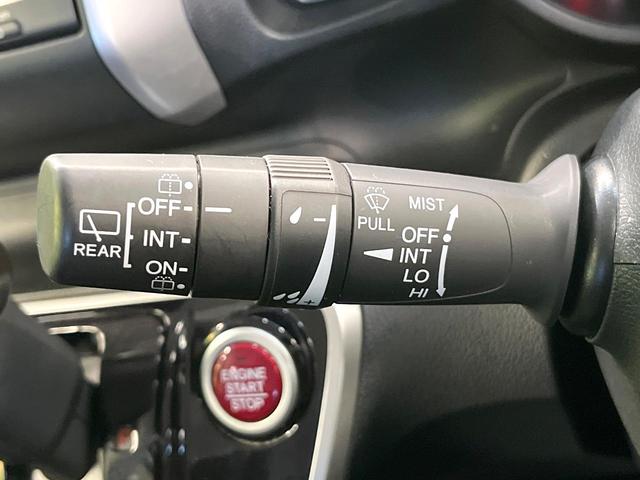 OFF
INT
ON
REAR
PULL
MIST
OFF
INT
LO
HI
ENGINE
START
STOP